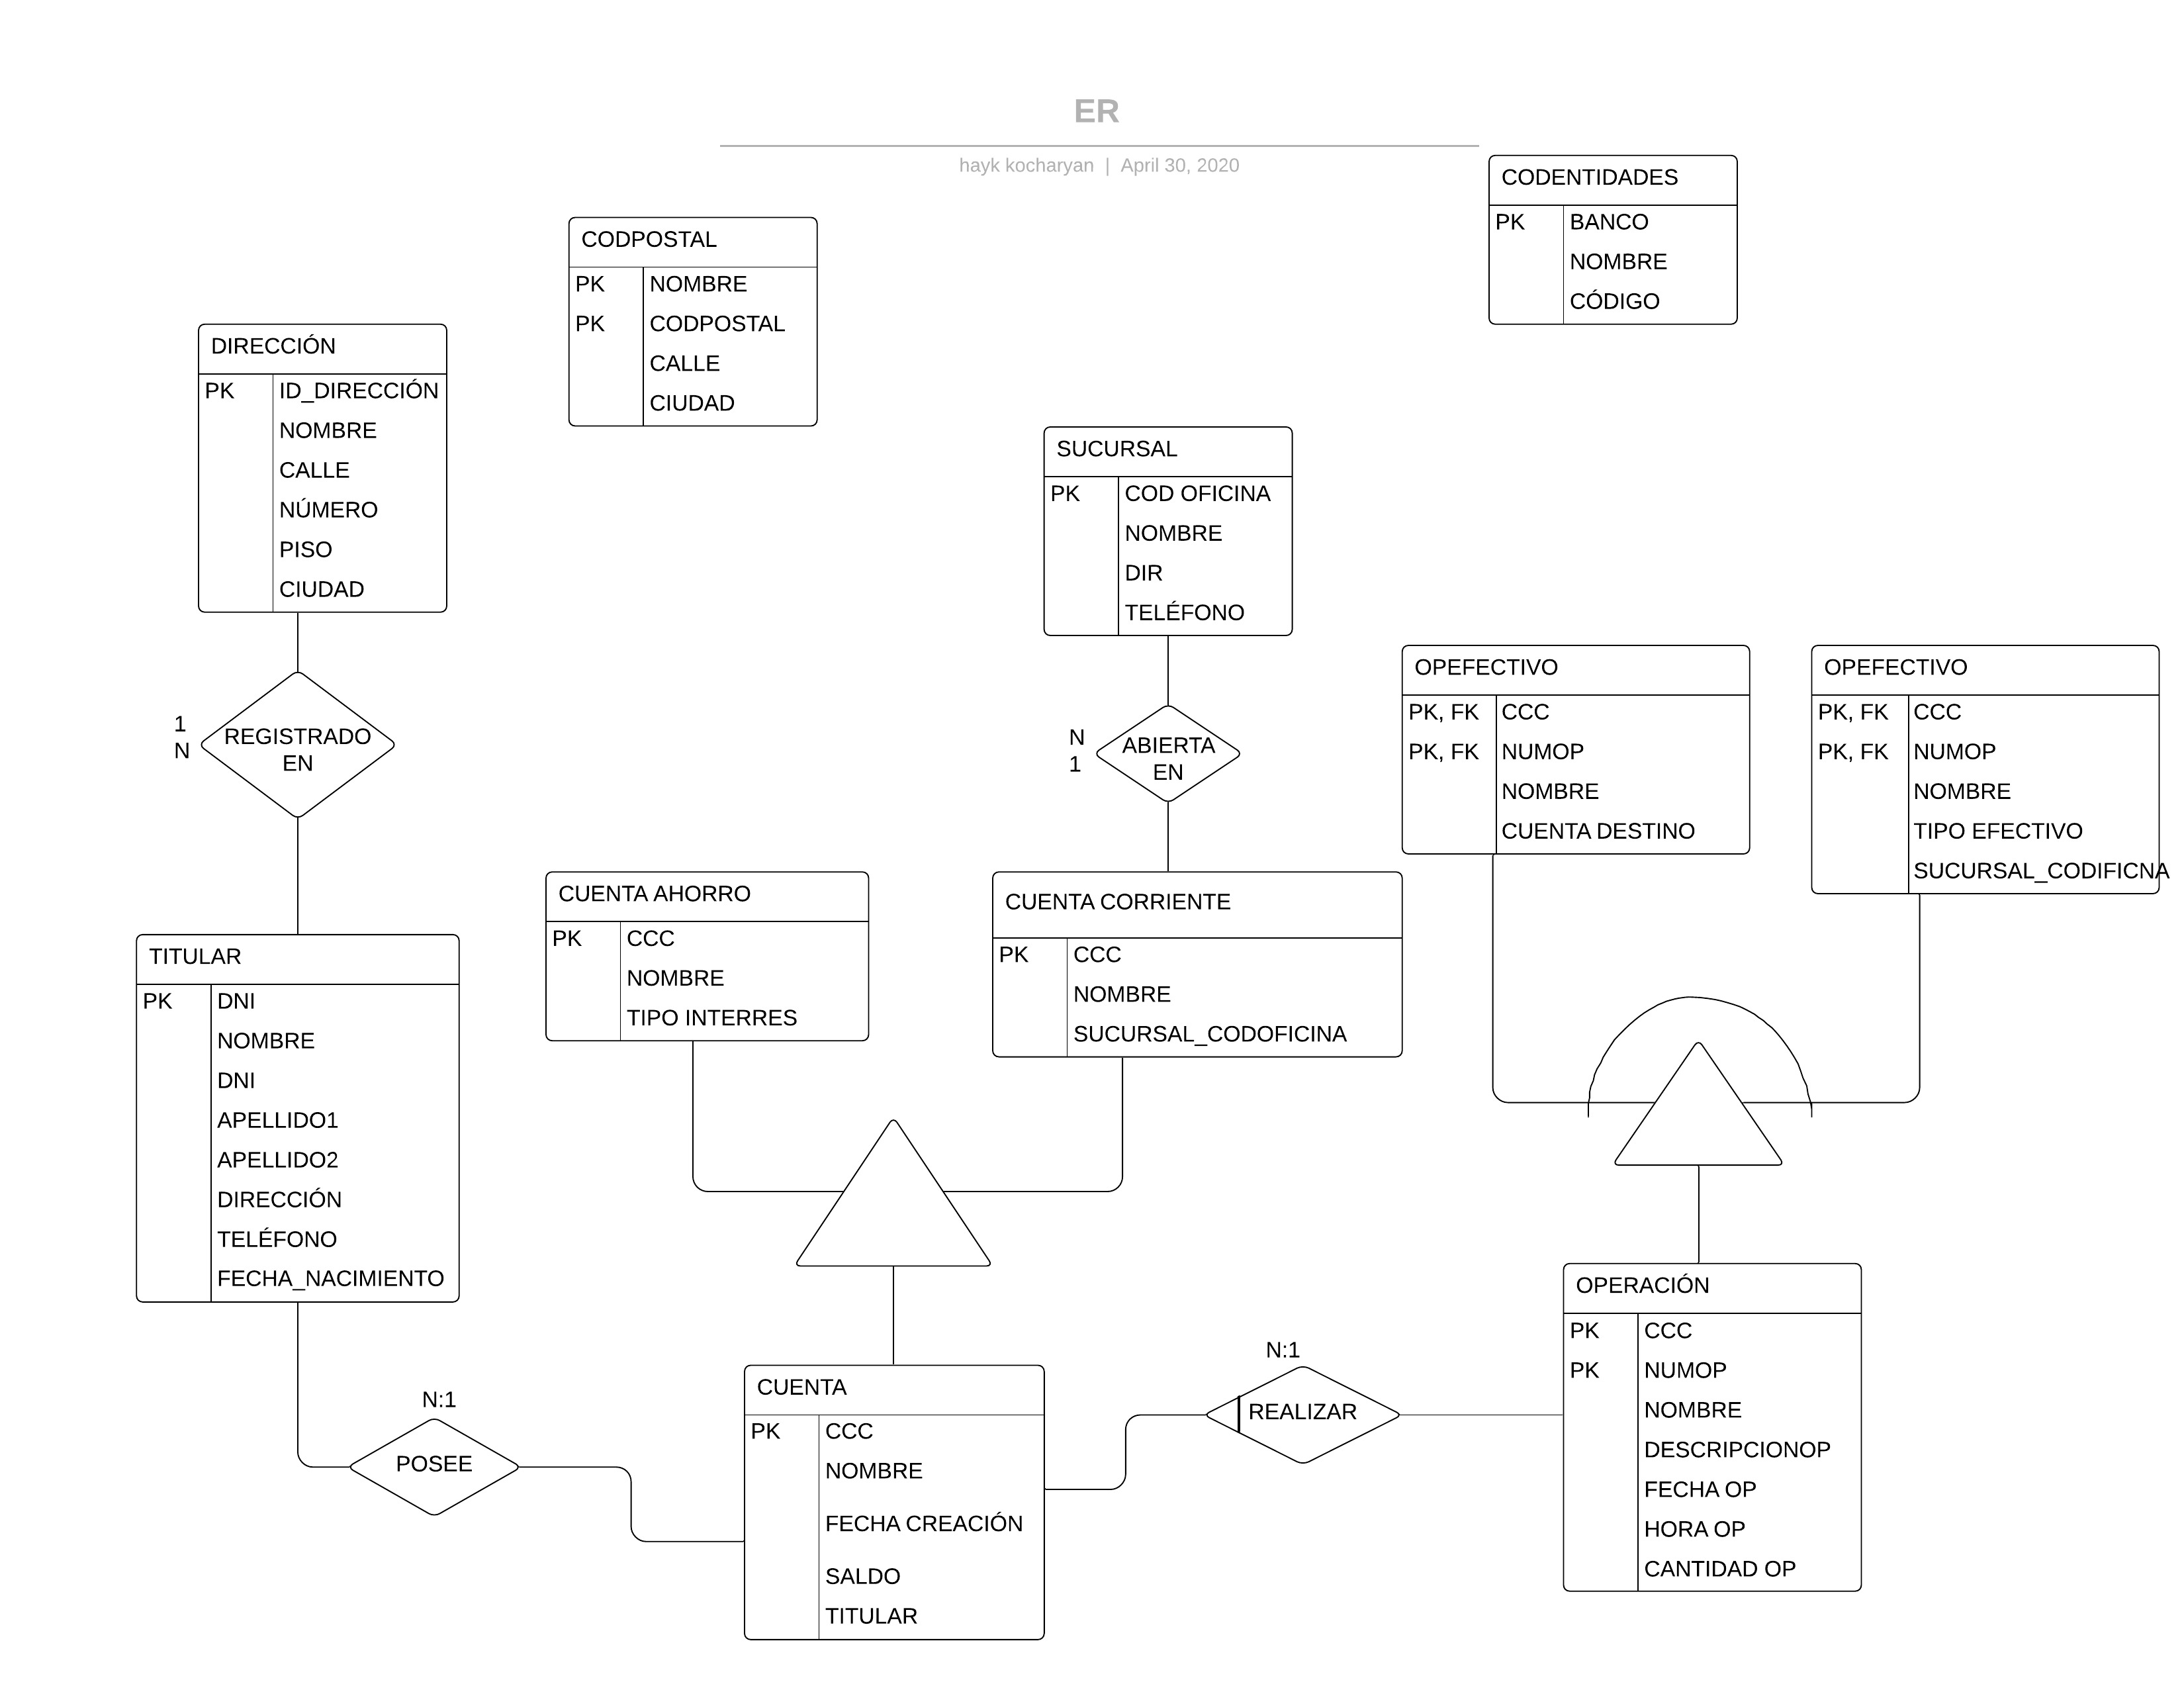 ER
hayk kocharyan | April 30, 2020
CODENTIDADES
PK BANCO
NOMBRE
CÓDIGO
CODPOSTAL
PK NOMBRE
PK CODPOSTAL
CALLE
CIUDAD
DIRECCIÓN
PK ID_DIRECCIÓN
NOMBRE
CALLE
NÚMERO
PISO
CIUDAD
SUCURSAL
PK COD OFICINA
NOMBRE
DIR
TELÉFONO
OPEFECTIVO
PK, FK CCC
PK, FK NUMOP
NOMBRE
CUENTA DESTINO
OPEFECTIVO
PK, FK CCC
PK, FK NUMOP
NOMBRE
TIPO EFECTIVO
SUCURSAL_CODIFICNA
1
N
REGISTRADO
EN
N
1
ABIERTA
EN
CUENTA AHORRO
PK CCC
NOMBRE
TIPO INTERRES
CUENTA CORRIENTE
PK CCC
NOMBRE
SUCURSAL_CODOFICINA
TITULAR
PK DNI
NOMBRE
DNI
APELLIDO1
APELLIDO2
DIRECCIÓN
TELÉFONO
FECHA_NACIMIENTO
OPERACIÓN
PK CCC
PK NUMOP
NOMBRE
DESCRIPCIONOP
FECHA OP
HORA OP
CANTIDAD OP
N:1
REALIZAR
N:1
POSEE
CUENTA
PK CCC
NOMBRE
FECHA CREACIÓN
SALDO
TITULAR